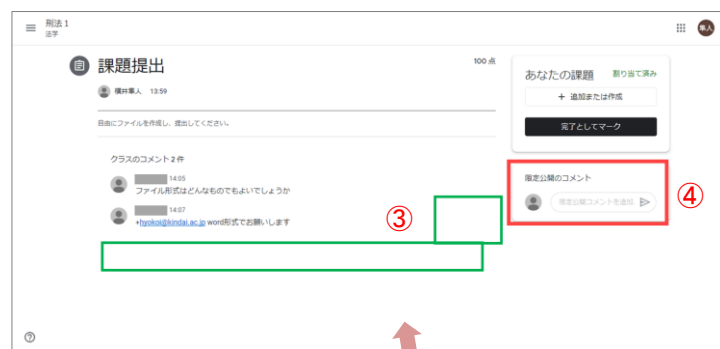 刑法 1
法学
隼人
課題提出
100 点
横井隼人 13:59
自由にファイルを作成し、提出してください。
クラスのコメント 2 件
14:05
ファイル形式はどんなものでもよいでしょうか
14:07
+hyokoi@kindai.ac.jp word形式でお願いします
③
あなたの課題 割り当て済み
+ 追加または作成
完了としてマーク
限定公開のコメント
限定公開コメントを追加
④